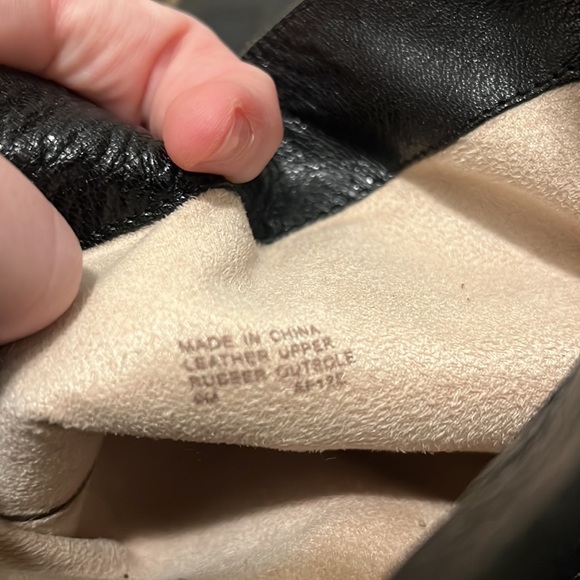 MADE IN CHINA
LEATHER UPPER
RUBBER OUTSOLE